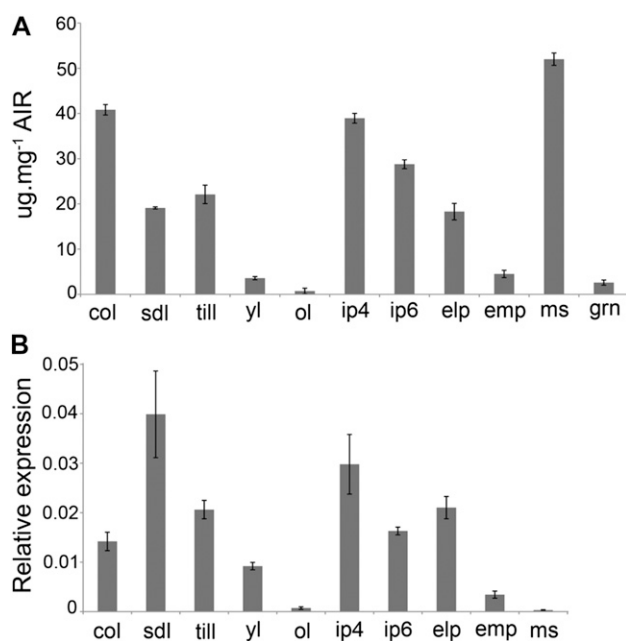 A
ug.mg⁻¹ AIR
60
50
40
30
20
10
0
col sdl till yl ol ip4 ip6 elp emp ms grn
B
Relative expression
0.05
0.04
0.03
0.02
0.01
0
col sdl till yl ol ip4 ip6 elp emp ms